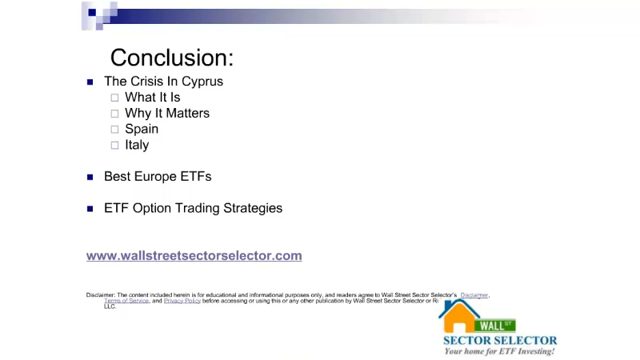 Conclusion:
The Crisis In Cyprus
What It Is
Why It Matters
Spain
Italy
Best Europe ETFs
ETF Option Trading Strategies
www.wallstreetsectorselector.com
Disclaimer: The content included herein is for educational and informational purposes only, and readers agree to Wall Street Sector Selector's Disclaimer,
Terms of Service, and Privacy Policy before accessing or using this or any other publication by Wall Street Sector Selector or
LLC.
WALL ST
SECTOR SELECTOR
Your home for ETF Investing!